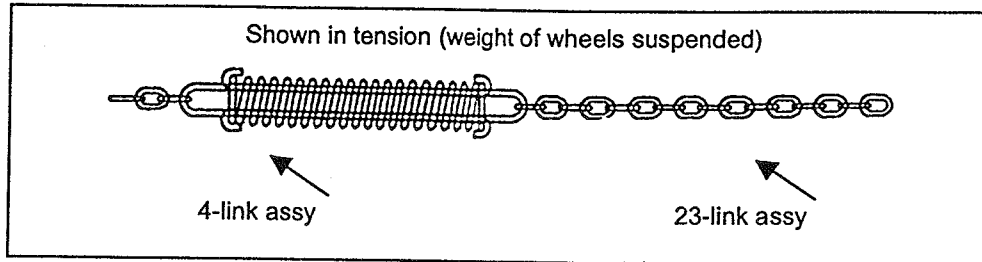 Shown in tension (weight of wheels suspended)
4-link assy
23-link assy